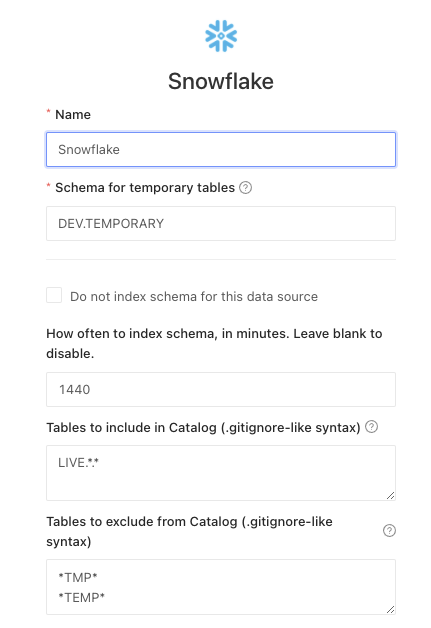 Snowflake
* Name
Snowflake
* Schema for temporary tables ?
DEV.TEMPORARY
Do not index schema for this data source
How often to index schema, in minutes. Leave blank to
disable.
1440
Tables to include in Catalog (.gitignore-like syntax) ?
LIVE.*.*
Tables to exclude from Catalog (.gitignore-like
syntax) ?
*TMP*
*TEMP*